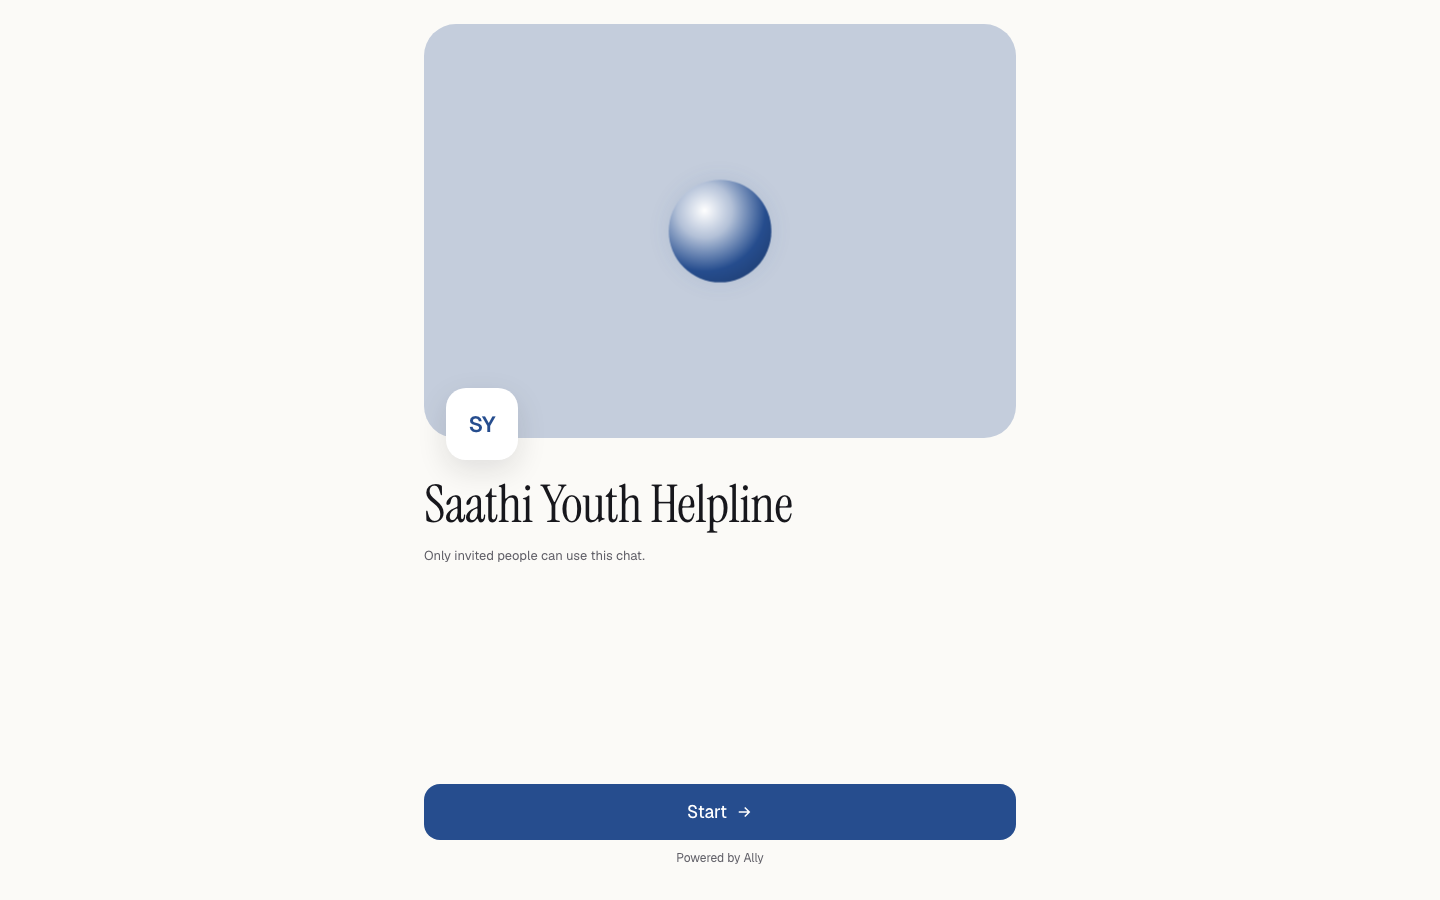 SY
Saathi Youth Helpline
Only invited people can use this chat.
Start →
Powered by Ally